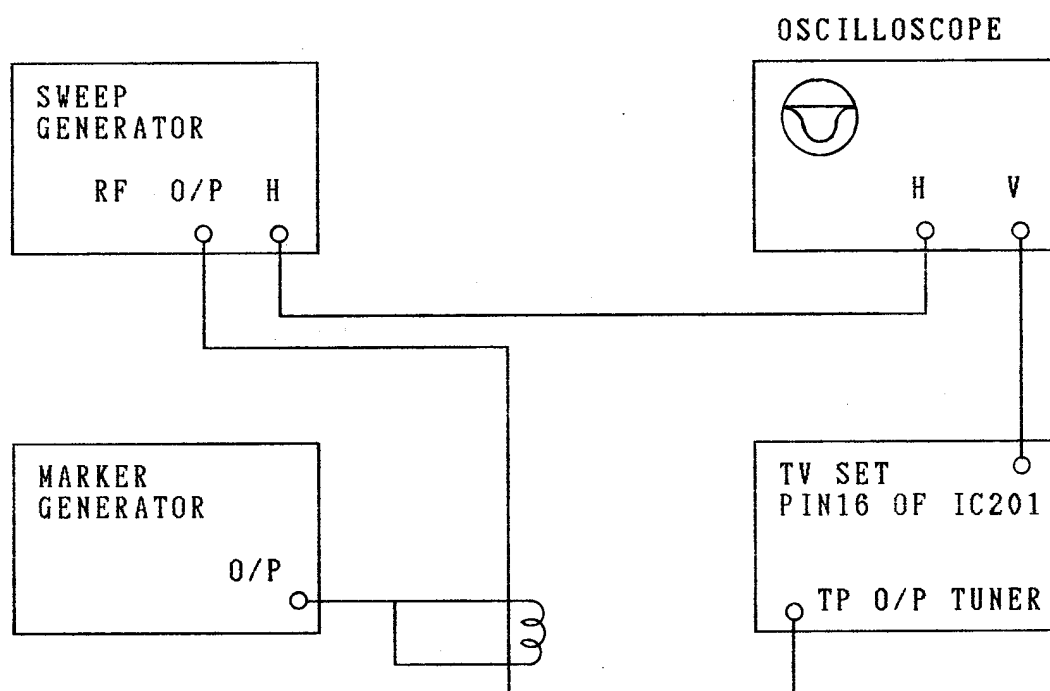 OSCILLOSCOPE
SWEEP
GENERATOR
RF O/P H
H V
MARKER
GENERATOR
O/P
TV SET
PIN16 OF IC201
TP O/P TUNER